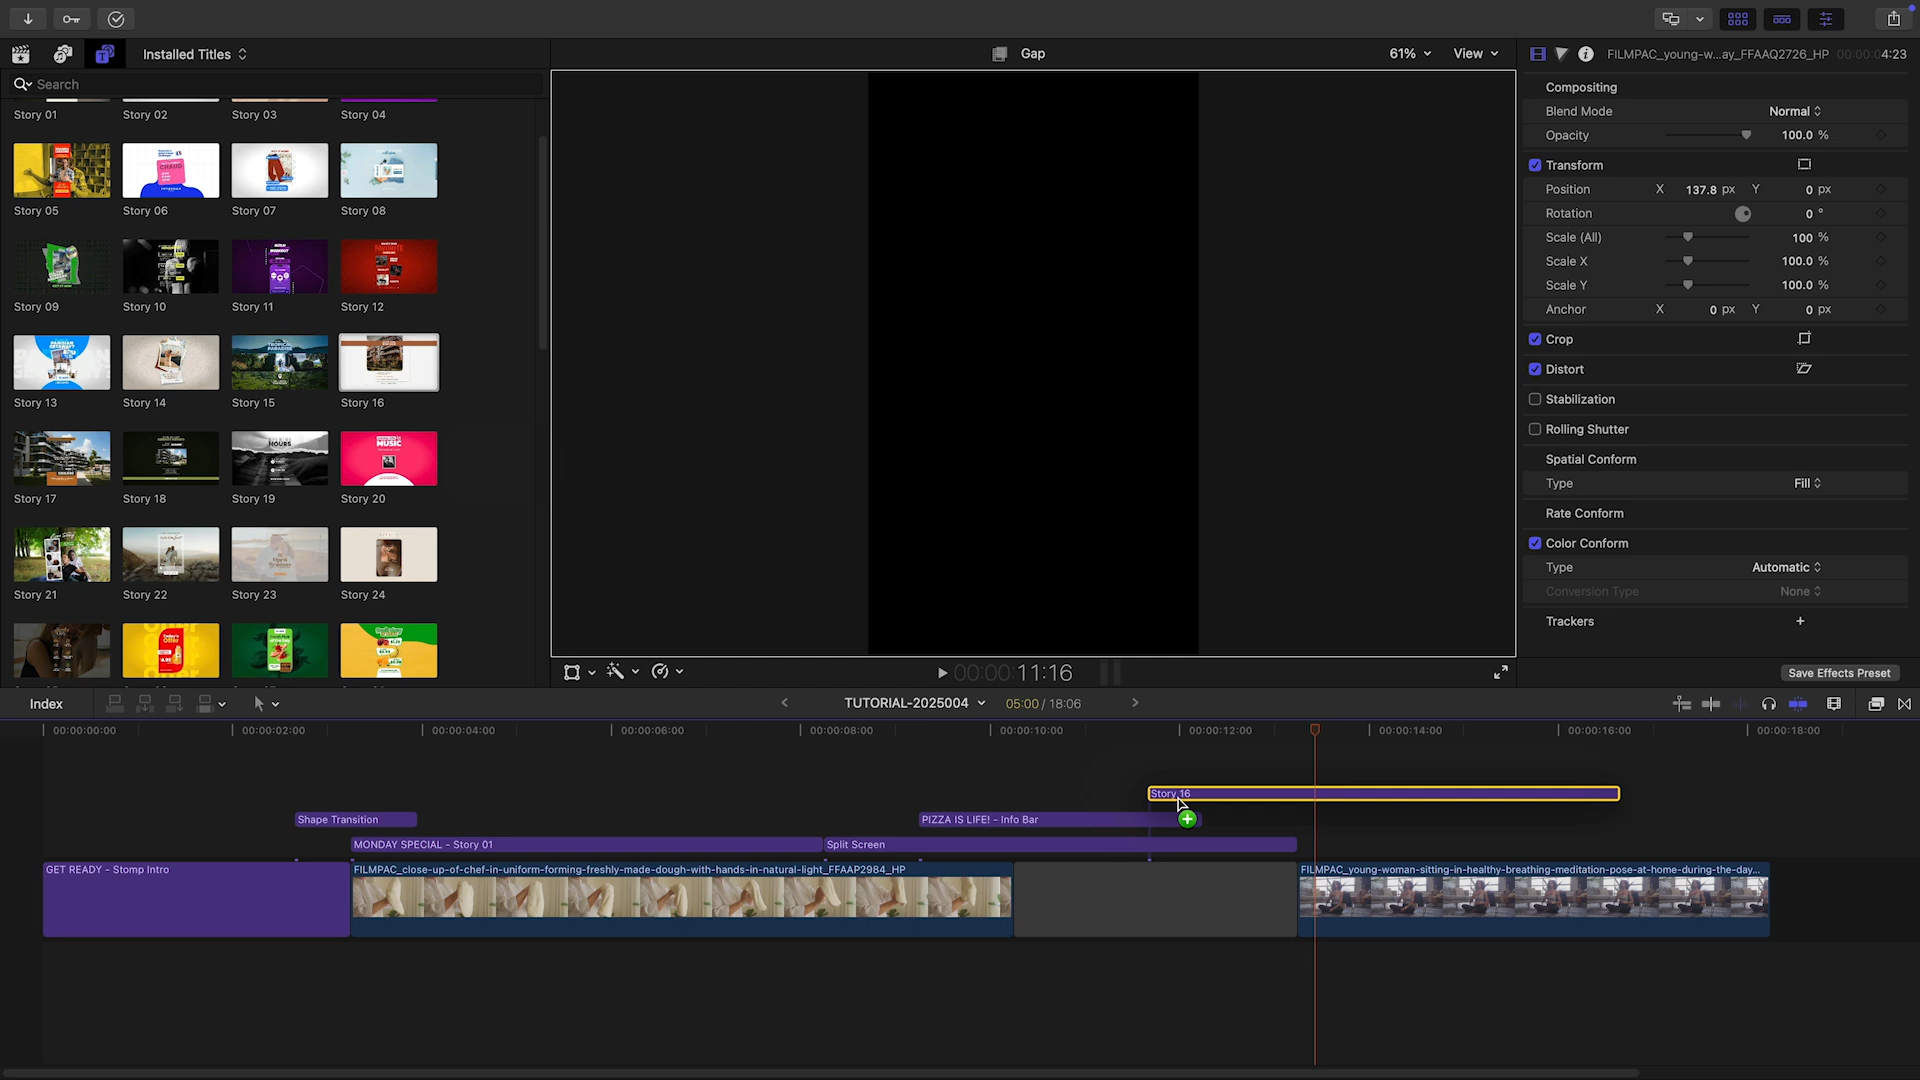 Installed Titles
Gap
61%
View
FILMPAC_young-w...ay_FFAAQ2726_HP
00:00:04:23
Search
Story 01
Story 02
Story 03
Story 04
Story 05
Story 06
Story 07
Story 08
Story 09
Story 10
Story 11
Story 12
Story 13
Story 14
Story 15
Story 16
Story 17
Story 18
Story 19
Story 20
Story 21
Story 22
Story 23
Story 24
Compositing
Blend Mode Normal
Opacity 100.0 %
Transform
Position X 137.8 px Y 0 px
Rotation 0 °
Scale (All) 100 %
Scale X 100.0 %
Scale Y 100.0 %
Anchor X 0 px Y 0 px
Crop
Distort
Stabilization
Rolling Shutter
Spatial Conform
Type Fill
Rate Conform
Color Conform
Type Automatic
Conversion Type None
Trackers +
Save Effects Preset
00:00:11:16
Index
TUTORIAL-2025004
05:00 / 18:06
00:00:00:00
00:00:02:00
00:00:04:00
00:00:06:00
00:00:08:00
00:00:10:00
00:00:12:00
00:00:14:00
00:00:16:00
00:00:18:00
Story 16
Shape Transition
PIZZA IS LIFE! - Info Bar
MONDAY SPECIAL - Story 01
Split Screen
GET READY - Stomp Intro
FILMPAC_close-up-of-chef-in-uniform-forming-freshly-made-dough-with-hands-in-natural-light_FFAAP2984_HP
FILMPAC_young-woman-sitting-in-healthy-breathing-meditation-pose-at-home-during-the-day...